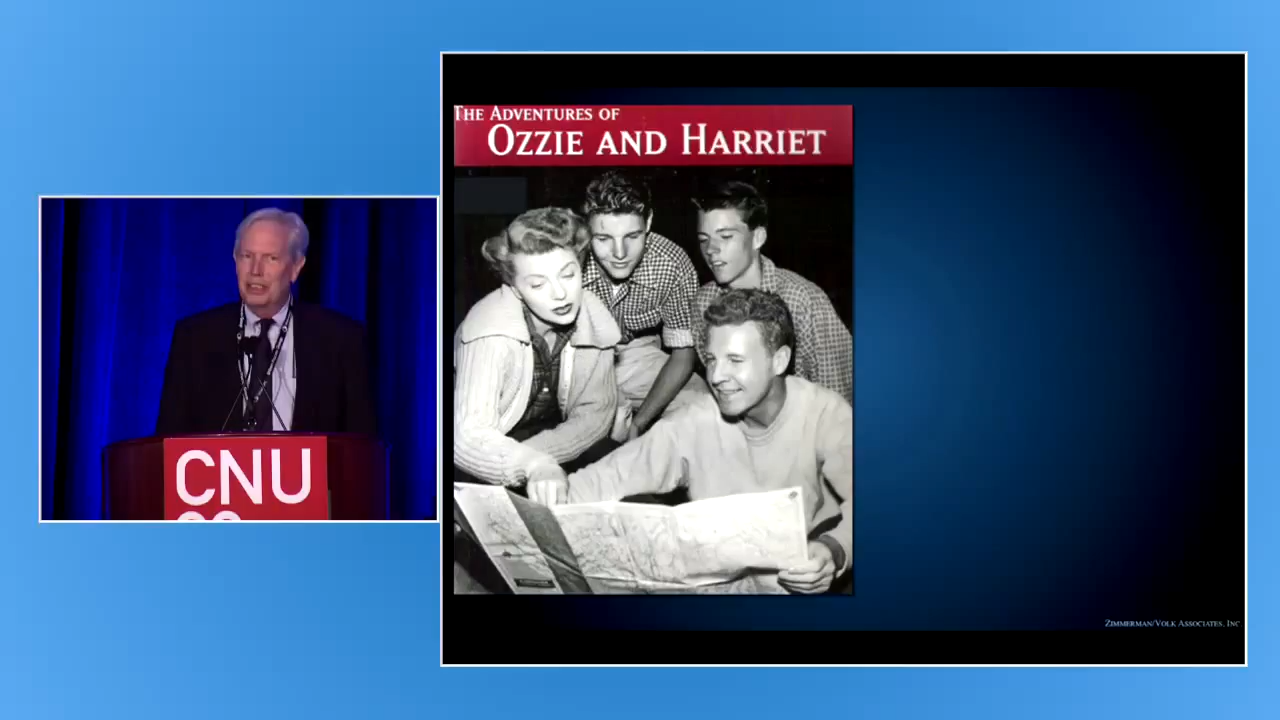 THE ADVENTURES OF
OZZIE AND HARRIET
CNU
ZIMMERMAN/VOLK ASSOCIATES, INC